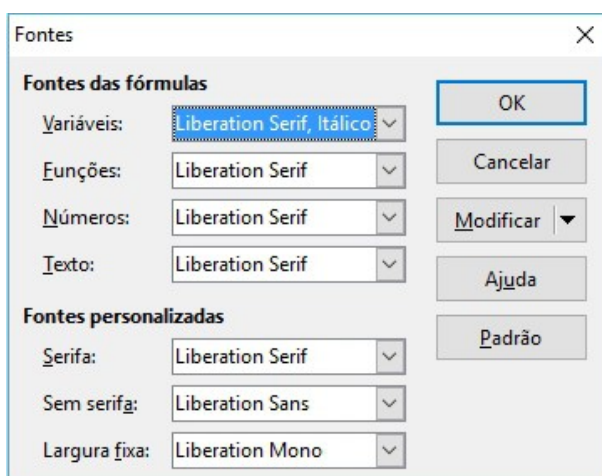 Fontes
Fontes das fórmulas
Variáveis: Liberation Serif, Itálico
Funções: Liberation Serif
Números: Liberation Serif
Texto: Liberation Serif
Fontes personalizadas
Serifa: Liberation Serif
Sem serifa: Liberation Sans
Largura fixa: Liberation Mono
OK
Cancelar
Modificar
Ajuda
Padrão